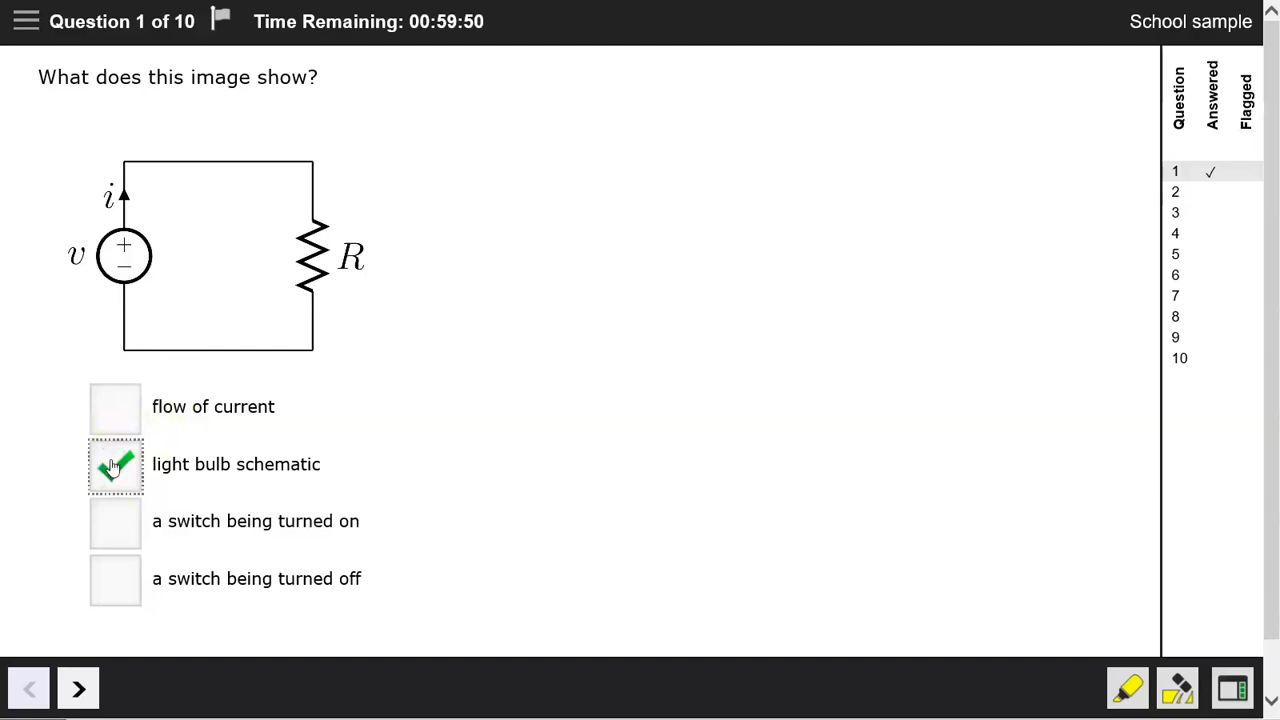 Question 1 of 10 Time Remaining: 00:59:50 School sample
What does this image show?
Question Answered Flagged
i
v + − R
1 ✓
2
3
4
5
6
7
8
9
10
flow of current
light bulb schematic
a switch being turned on
a switch being turned off